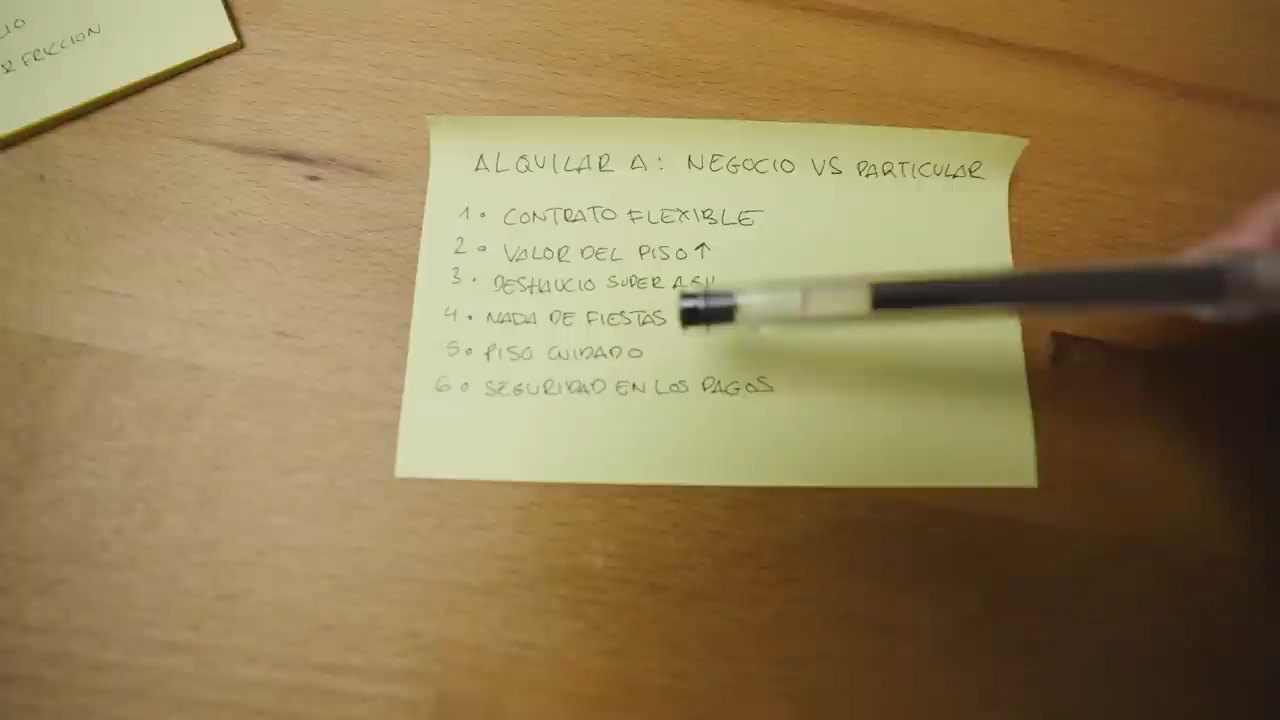 & FRICCION
ALQUILAR A: NEGOCIO VS PARTICULAR
1. CONTRATO FLEXIBLE
2. VALOR DEL PISO ↑
3. DESHAUCIO SUPER
4. NADA DE FIESTAS
5. PISO CUIDADO
6. SEGURIDAD EN LOS PAGOS